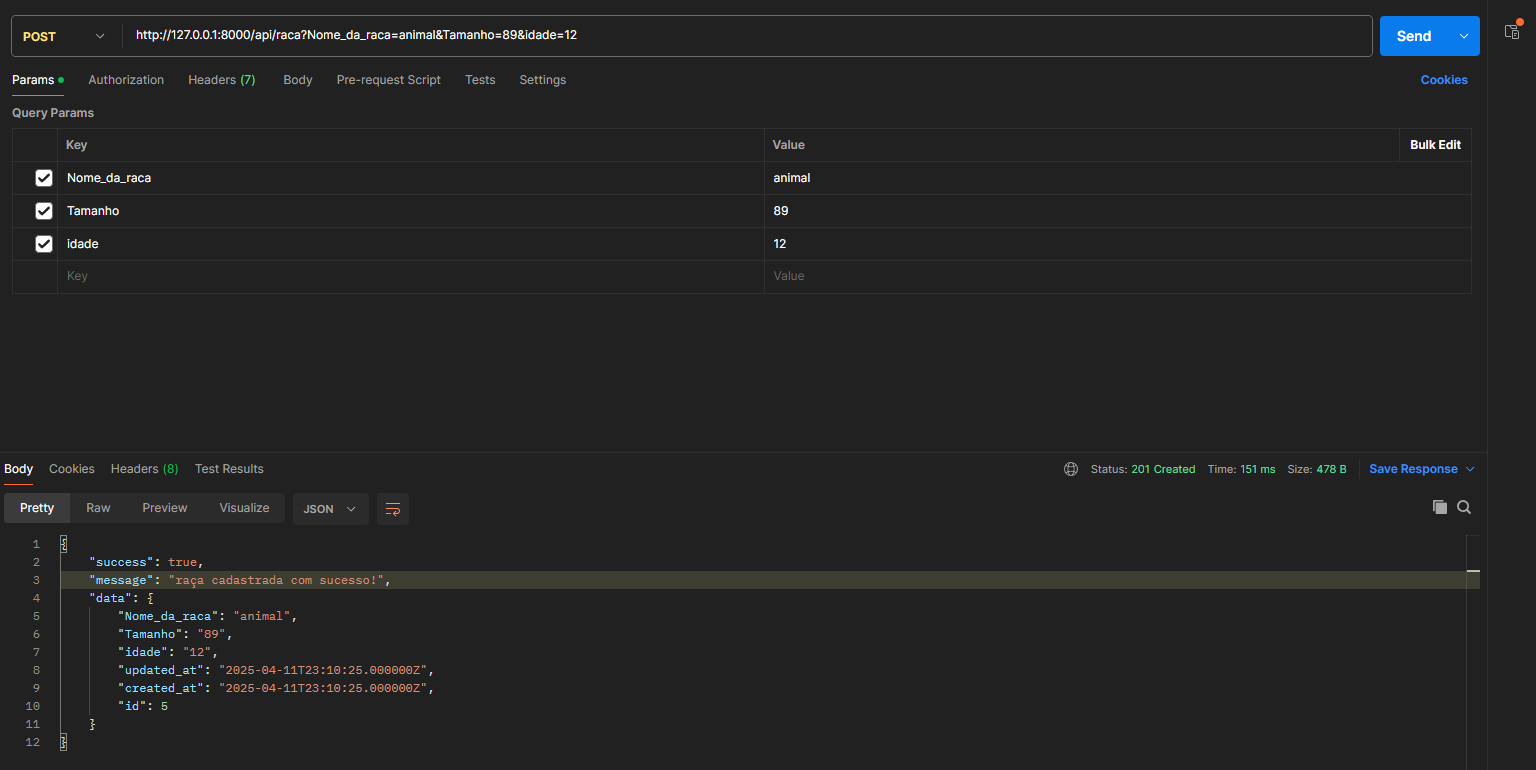 POST http://127.0.0.1:8000/api/raca?Nome_da_raca=animal&Tamanho=89&idade=12 Send
Params Authorization Headers (7) Body Pre-request Script Tests Settings Cookies
Query Params
Key Value Bulk Edit
Nome_da_raca animal
Tamanho 89
idade 12
Key Value
Body Cookies Headers (8) Test Results Status: 201 Created Time: 151 ms Size: 478 B Save Response
Pretty Raw Preview Visualize JSON
1 {
2 "success": true,
3 "message": "raça cadastrada com sucesso!",
4 "data": {
5 "Nome_da_raca": "animal",
6 "Tamanho": "89",
7 "idade": "12",
8 "updated_at": "2025-04-11T23:10:25.000000Z",
9 "created_at": "2025-04-11T23:10:25.000000Z",
10 "id": 5
11 }
12 }